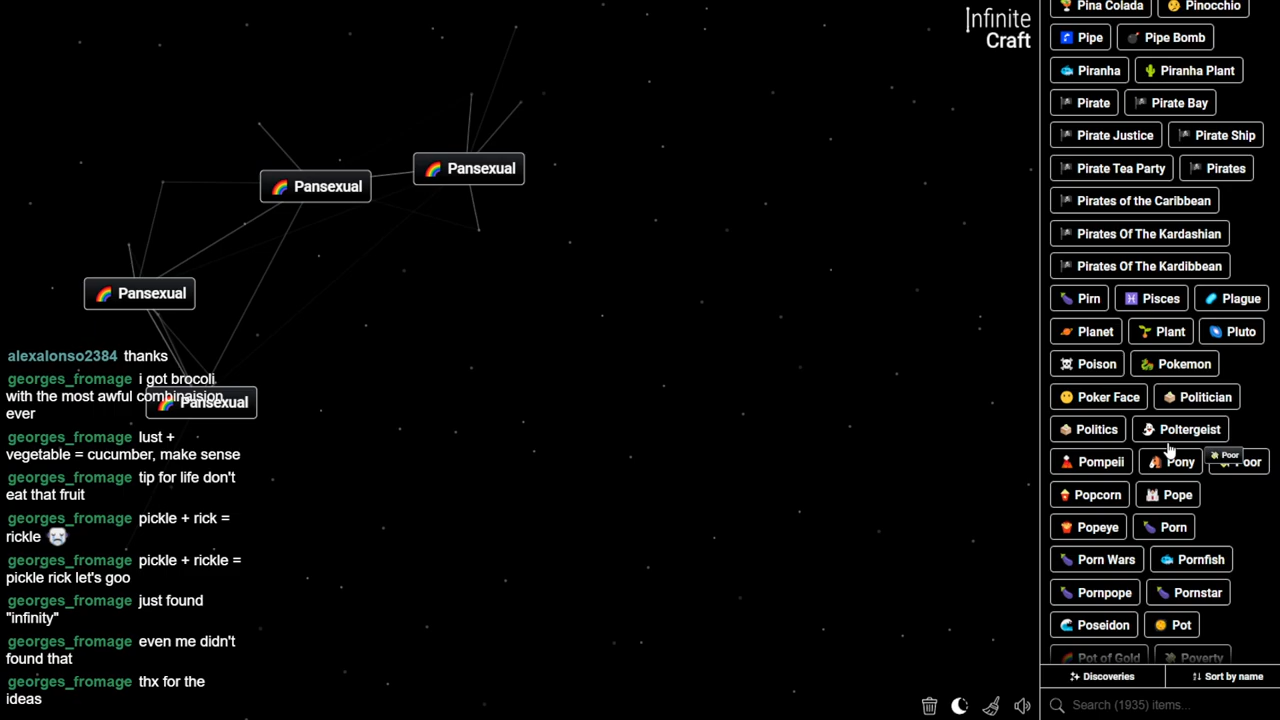 Infinite
Craft
Pansexual
Pansexual
Pansexual
Pansexual
alexalonso2384 thanks
georges_fromage i got brocoli
with the most awful combinaision
ever
georges_fromage lust +
vegetable = cucumber, make sense
georges_fromage tip for life don't
eat that fruit
georges_fromage pickle + rick =
rickle
georges_fromage pickle + rickle =
pickle rick let's goo
georges_fromage just found
"infinity"
georges_fromage even me didn't
found that
georges_fromage thx for the
ideas
Pina Colada Pinocchio
Pipe Pipe Bomb
Piranha Piranha Plant
Pirate Pirate Bay
Pirate Justice Pirate Ship
Pirate Tea Party Pirates
Pirates of the Caribbean
Pirates Of The Kardashian
Pirates Of The Kardibbean
Pirn Pisces Plague
Planet Plant Pluto
Poison Pokemon
Poker Face Politician
Politics Poltergeist
Pompeii Pony Poor Poor
Popcorn Pope
Popeye Porn
Porn Wars Pornfish
Pornpope Pornstar
Poseidon Pot
Pot of Gold Poverty
Discoveries Sort by name
Search (1935) items...